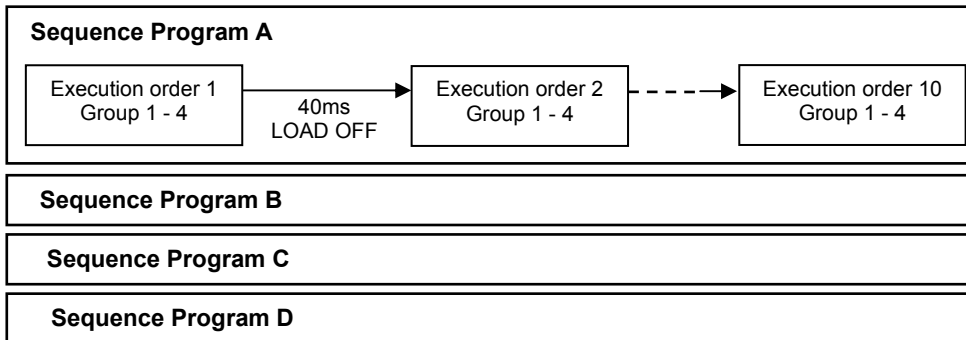 Sequence Program A
Execution order 1
Group 1 - 4
40ms
LOAD OFF
Execution order 2
Group 1 - 4
Execution order 10
Group 1 - 4
Sequence Program B
Sequence Program C
Sequence Program D